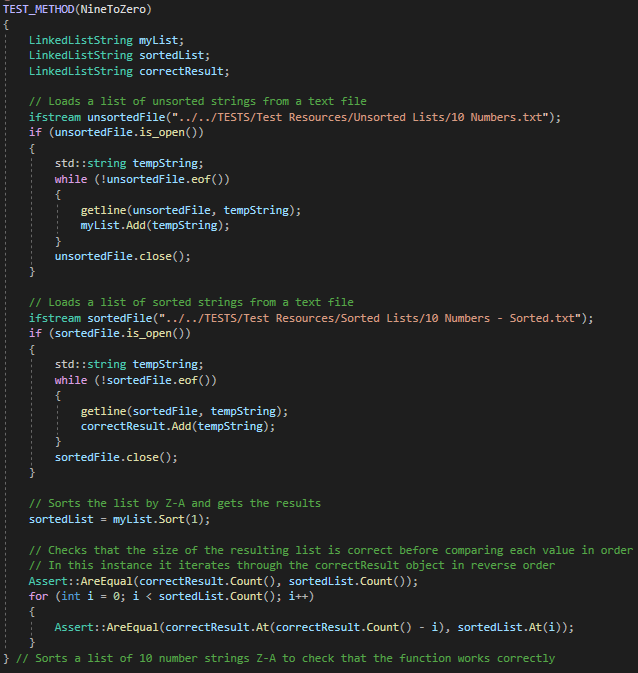 TEST_METHOD(NineToZero)
{
LinkedListString myList;
LinkedListString sortedList;
LinkedListString correctResult;
// Loads a list of unsorted strings from a text file
ifstream unsortedFile("../../TESTS/Test Resources/Unsorted Lists/10 Numbers.txt");
if (unsortedFile.is_open())
{
std::string tempString;
while (!unsortedFile.eof())
{
getline(unsortedFile, tempString);
myList.Add(tempString);
}
unsortedFile.close();
}
// Loads a list of sorted strings from a text file
ifstream sortedFile("../../TESTS/Test Resources/Sorted Lists/10 Numbers - Sorted.txt");
if (sortedFile.is_open())
{
std::string tempString;
while (!sortedFile.eof())
{
getline(sortedFile, tempString);
correctResult.Add(tempString);
}
sortedFile.close();
}
// Sorts the list by Z-A and gets the results
sortedList = myList.Sort(1);
// Checks that the size of the resulting list is correct before comparing each value in order
// In this instance it iterates through the correctResult object in reverse order
Assert::AreEqual(correctResult.Count(), sortedList.Count());
for (int i = 0; i < sortedList.Count(); i++)
{
Assert::AreEqual(correctResult.At(correctResult.Count() - i), sortedList.At(i));
}
} // Sorts a list of 10 number strings Z-A to check that the function works correctly